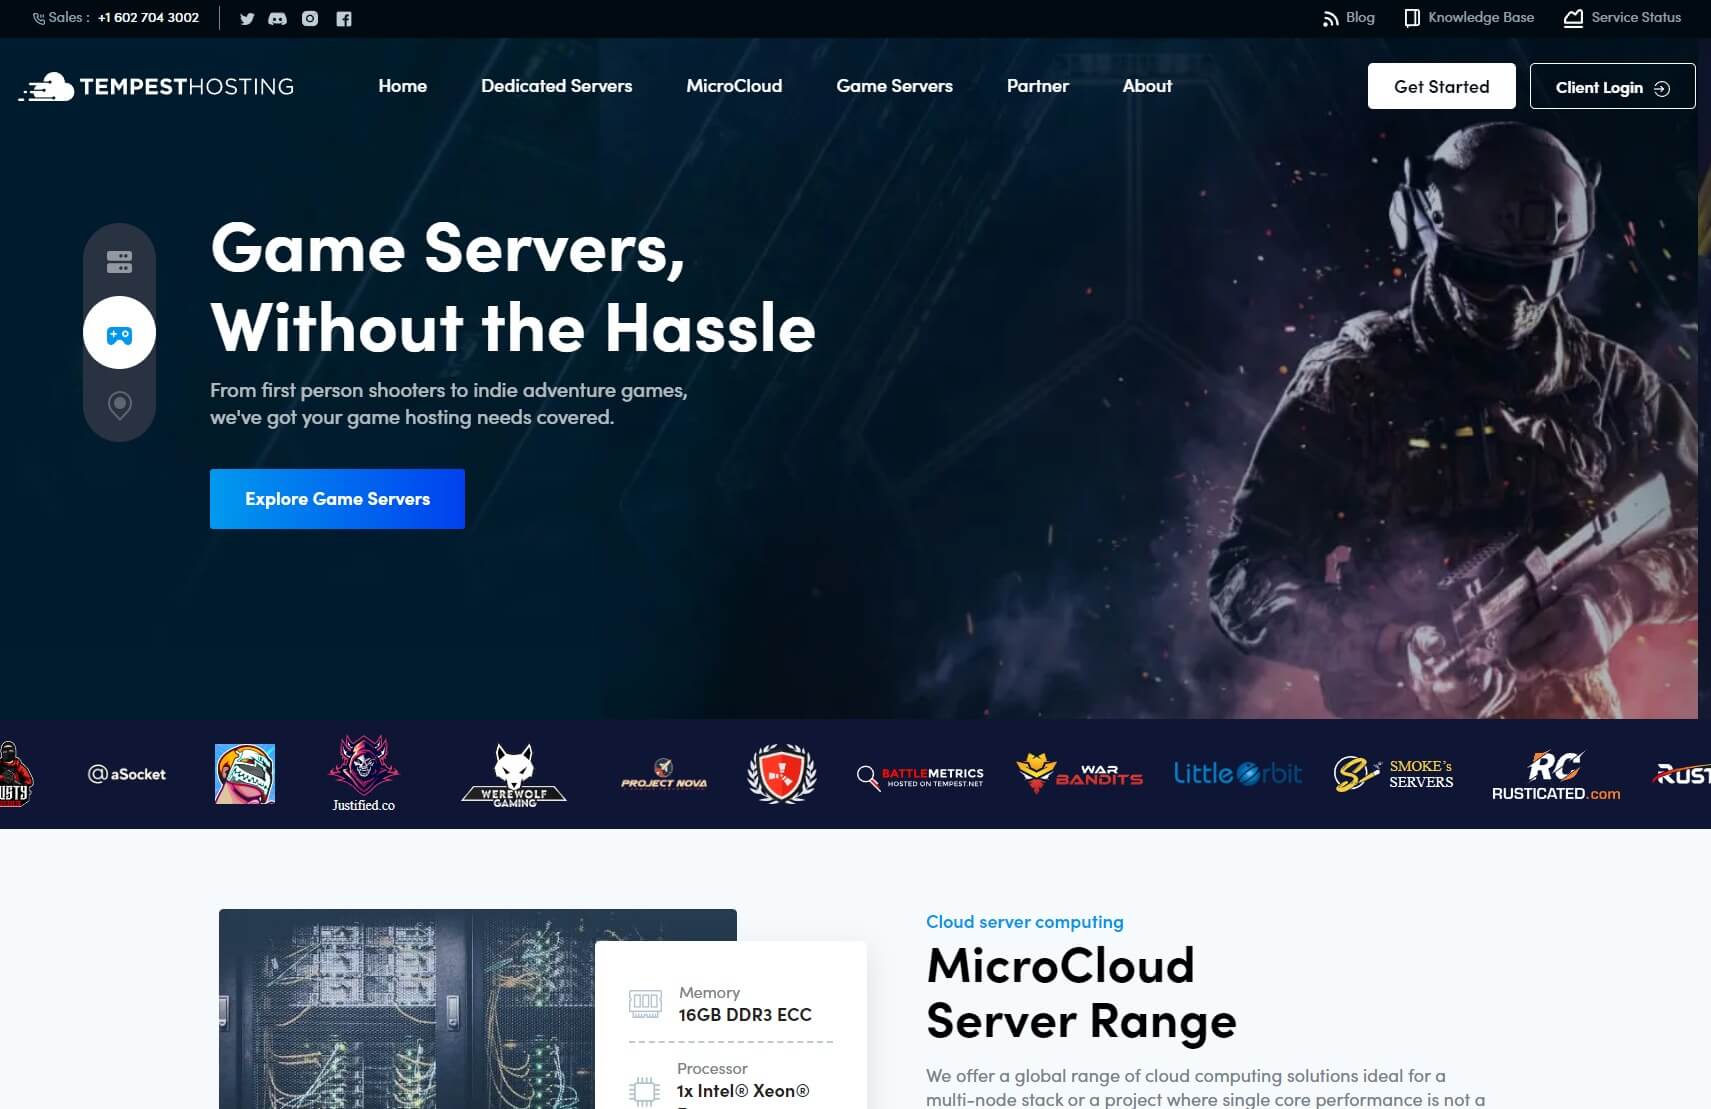 Sales : +1 602 704 3002
Blog
Knowledge Base
Service Status
TEMPESTHOSTING
Home
Dedicated Servers
MicroCloud
Game Servers
Partner
About
Get Started
Client Login
Game Servers,
Without the Hassle
From first person shooters to indie adventure games,
we've got your game hosting needs covered.
Explore Game Servers
@aSocket
Justified.co
WEREWOLF
GAMING
PROJECT NOVA
BATTLEMETRICS
HOSTED ON TEMPEST.NET
WAR
BANDITS
Little Orbit
SMOKE's
SERVERS
RC
RUSTICATED.com
Cloud server computing
MicroCloud
Server Range
Memory
16GB DDR3 ECC
Processor
1x Intel® Xeon®
We offer a global range of cloud computing solutions ideal for a
multi-node stack or a project where single core performance is not a